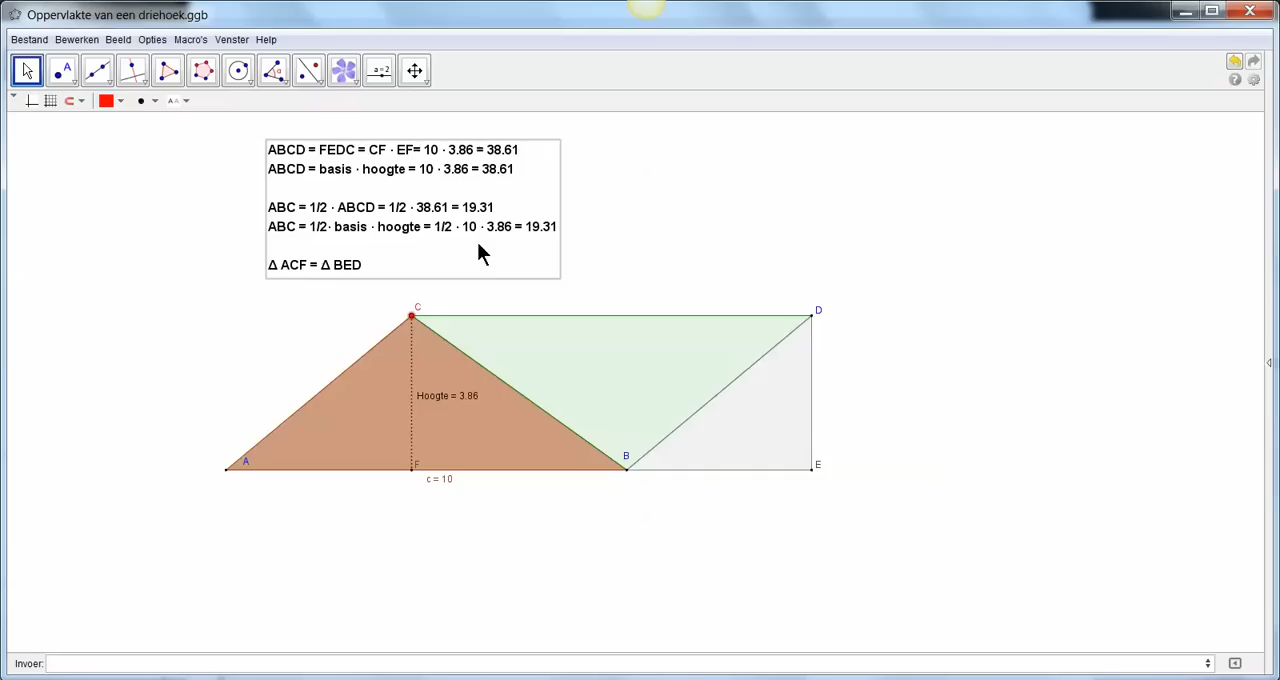 Oppervlakte van een driehoek.ggb
Bestand Bewerken Beeld Opties Macro's Venster Help
A α a=2
A A
ABCD = FEDC = CF · EF= 10 · 3.86 = 38.61
ABCD = basis · hoogte = 10 · 3.86 = 38.61
ABC = 1/2 · ABCD = 1/2 · 38.61 = 19.31
ABC = 1/2· basis · hoogte = 1/2 · 10 · 3.86 = 19.31
Δ ACF = Δ BED
C
D
Hoogte = 3.86
A
F
B
E
c = 10
Invoer: